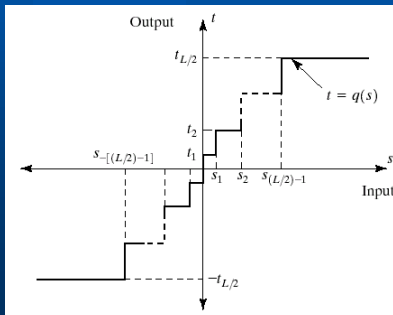 Output t
t_{L/2}
t = q(s)
t_2
s_{-[(L/2)-1]} t_1 s
s_1 s_2 s_{(L/2)-1}
Input
-t_{L/2}